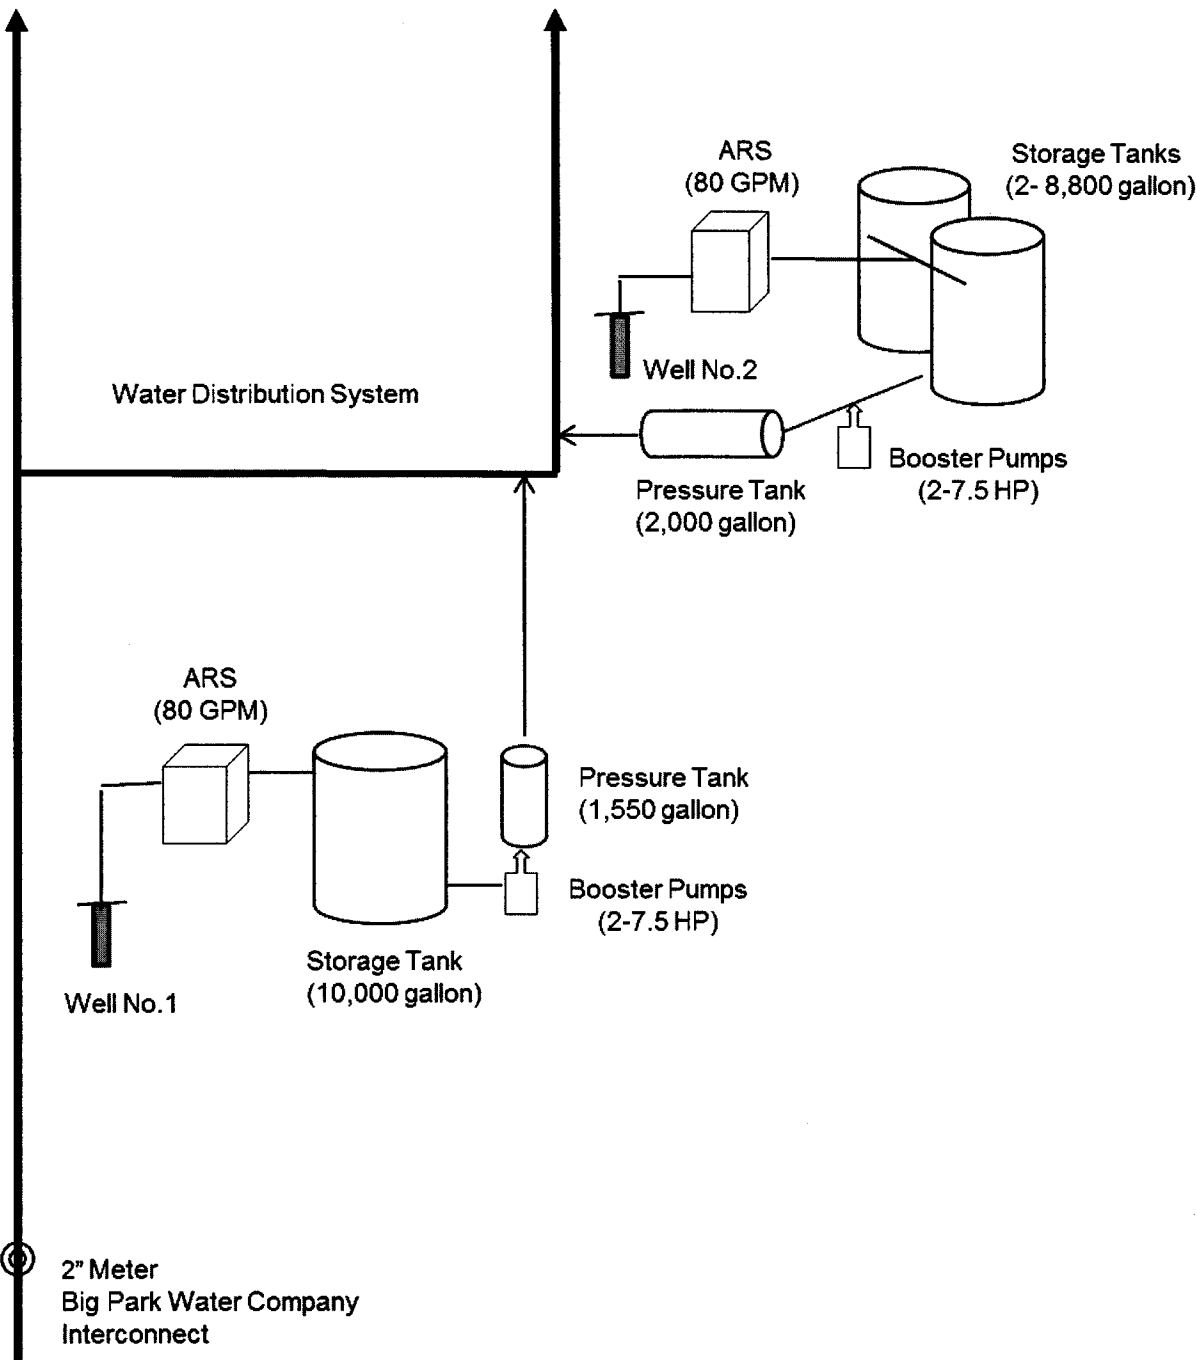 ARS
(80 GPM)
Storage Tanks
(2- 8,800 gallon)
Well No.2
Water Distribution System
Booster Pumps
(2-7.5 HP)
Pressure Tank
(2,000 gallon)
ARS
(80 GPM)
Pressure Tank
(1,550 gallon)
Booster Pumps
(2-7.5 HP)
Storage Tank
(10,000 gallon)
Well No.1
2” Meter
Big Park Water Company
Interconnect